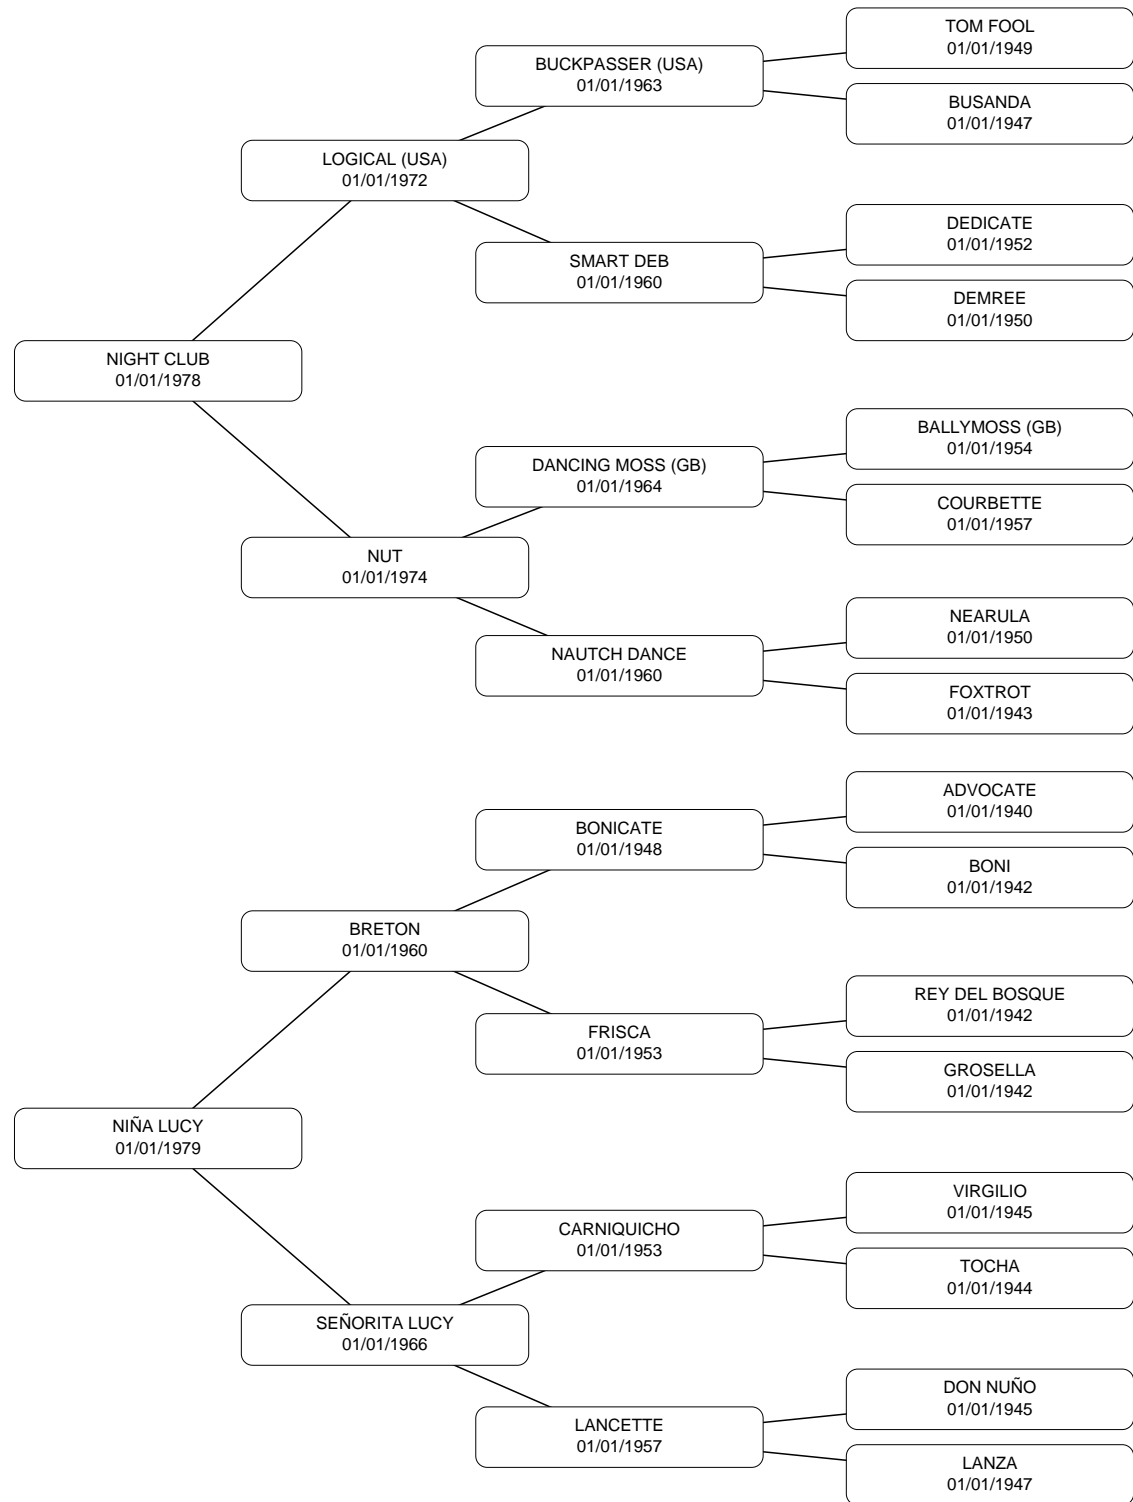 TOM FOOL
01/01/1949
BUCKPASSER (USA)
01/01/1963
BUSANDA
01/01/1947
LOGICAL (USA)
01/01/1972
DEDICATE
01/01/1952
SMART DEB
01/01/1960
DEMREE
01/01/1950
NIGHT CLUB
01/01/1978
BALLYMOSS (GB)
01/01/1954
DANCING MOSS (GB)
01/01/1964
COURBETTE
01/01/1957
NUT
01/01/1974
NEARULA
01/01/1950
NAUTCH DANCE
01/01/1960
FOXTROT
01/01/1943
ADVOCATE
01/01/1940
BONICATE
01/01/1948
BONI
01/01/1942
BRETON
01/01/1960
REY DEL BOSQUE
01/01/1942
FRISCA
01/01/1953
GROSELLA
01/01/1942
NIÑA LUCY
01/01/1979
VIRGILIO
01/01/1945
CARNIQUICHO
01/01/1953
TOCHA
01/01/1944
SEÑORITA LUCY
01/01/1966
DON NUÑO
01/01/1945
LANCETTE
01/01/1957
LANZA
01/01/1947